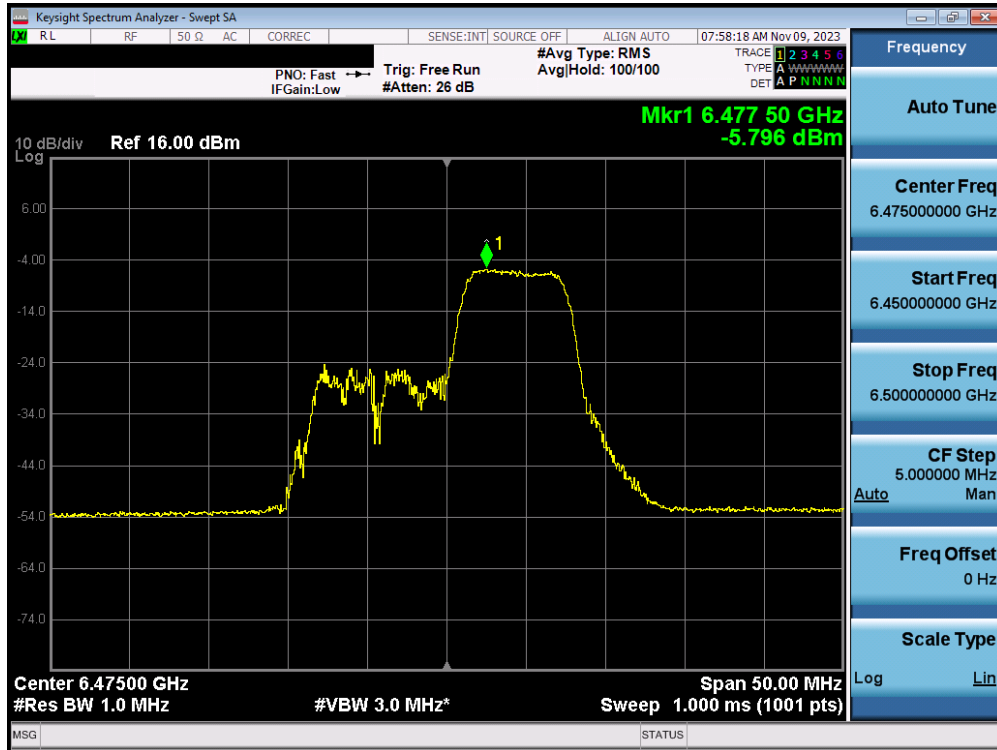 Keysight Spectrum Analyzer - Swept SA
LXI RL RF 50 Ω AC CORREC SENSE:INT SOURCE OFF ALIGN AUTO 07:58:18 AM Nov 09, 2023
PNO: Fast
IFGain:Low
Trig: Free Run
#Atten: 26 dB
#Avg Type: RMS
Avg|Hold: 100/100
TRACE 1 2 3 4 5 6
TYPE A WWWWW
DET A P N N N N
Mkr1 6.477 50 GHz
-5.796 dBm
10 dB/div Ref 16.00 dBm
Log
1
6.00
-4.00
-14.0
-24.0
-34.0
-44.0
-54.0
-64.0
-74.0
Center 6.47500 GHz Span 50.00 MHz
#Res BW 1.0 MHz #VBW 3.0 MHz* Sweep 1.000 ms (1001 pts)
MSG STATUS
Frequency
Auto Tune
Center Freq
6.475000000 GHz
Start Freq
6.450000000 GHz
Stop Freq
6.500000000 GHz
CF Step
5.000000 MHz
Auto Man
Freq Offset
0 Hz
Scale Type
Log Lin